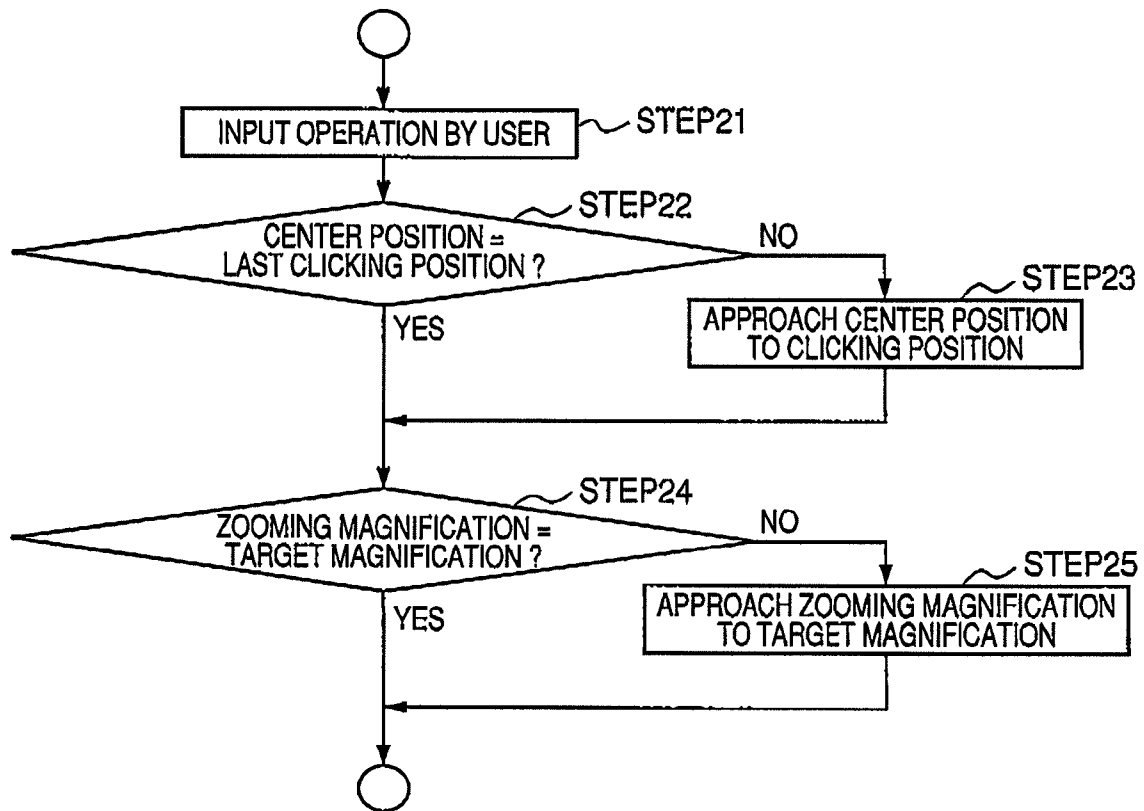 INPUT OPERATION BY USER
STEP21
STEP22
CENTER POSITION =
LAST CLICKING POSITION ?
NO
YES
STEP23
APPROACH CENTER POSITION
TO CLICKING POSITION
STEP24
ZOOMING MAGNIFICATION =
TARGET MAGNIFICATION ?
NO
YES
STEP25
APPROACH ZOOMING MAGNIFICATION
TO TARGET MAGNIFICATION